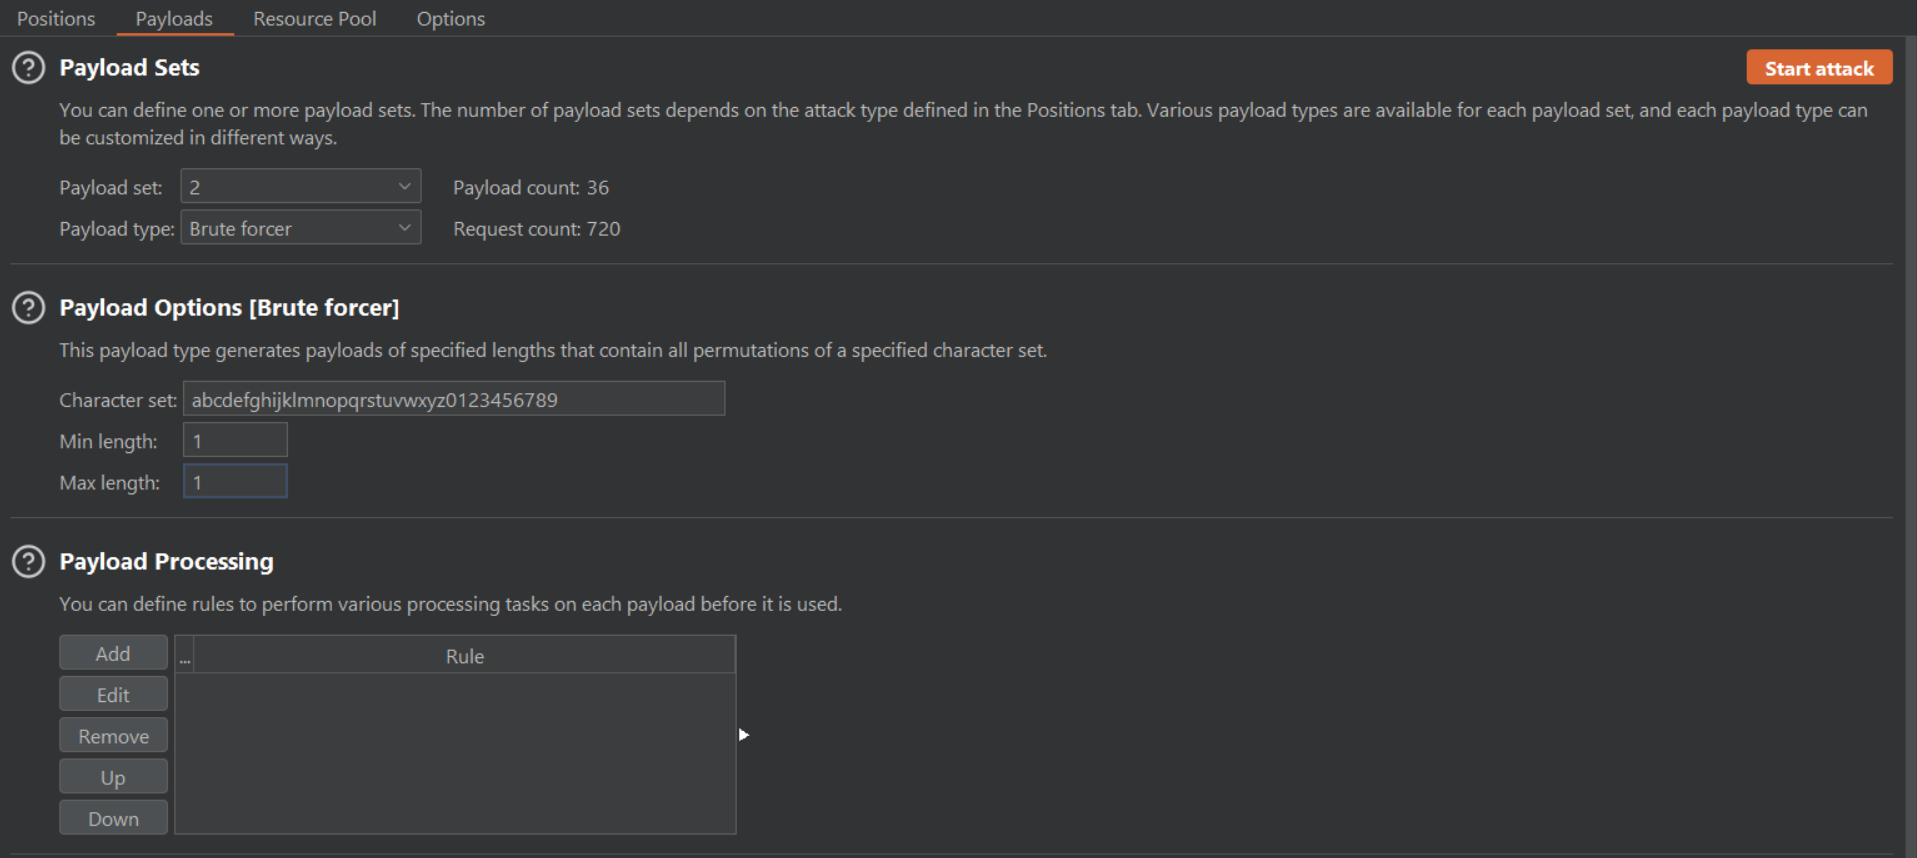 Positions Payloads Resource Pool Options
Payload Sets
Start attack
You can define one or more payload sets. The number of payload sets depends on the attack type defined in the Positions tab. Various payload types are available for each payload set, and each payload type can
be customized in different ways.
Payload set: 2 Payload count: 36
Payload type: Brute forcer Request count: 720
Payload Options [Brute forcer]
This payload type generates payloads of specified lengths that contain all permutations of a specified character set.
Character set: abcdefghijklmnopqrstuvwxyz0123456789
Min length: 1
Max length: 1
Payload Processing
You can define rules to perform various processing tasks on each payload before it is used.
Add ... Rule
Edit
Remove
Up
Down